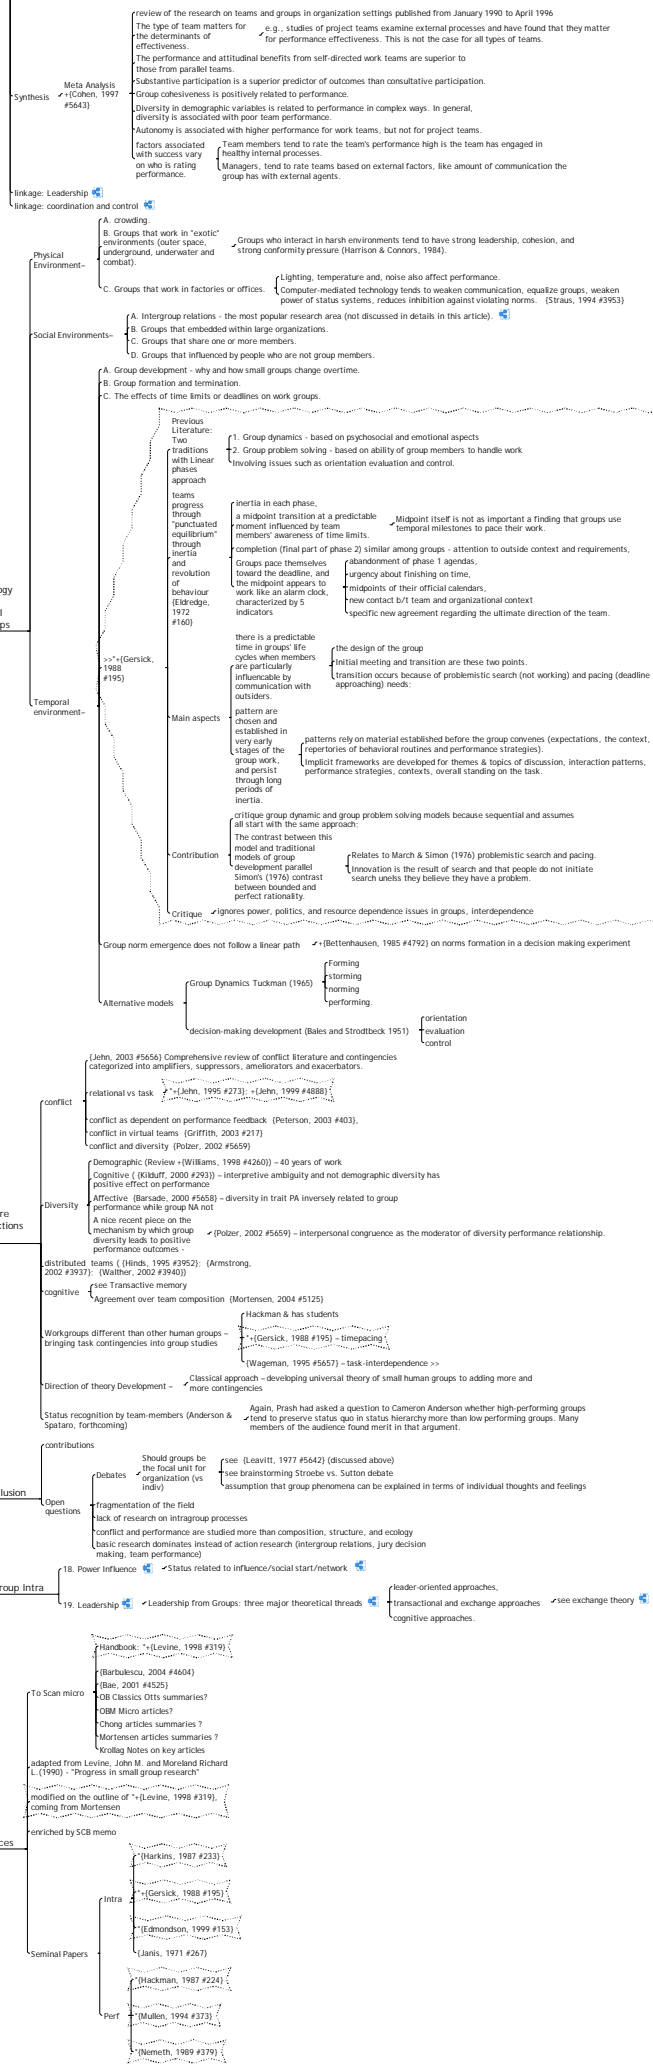 review of the research on teams and groups in organization settings published from January 1990 to April 1996
The type of team matters for
the determinants of
effectiveness.
e.g., studies of project teams examine external processes and have found that they matter
for performance effectiveness. This is not the case for all types of teams.
The performance and attitudinal benefits from self-directed work teams are superior to
those from parallel teams.
Synthesis
Meta Analysis
+{Cohen, 1997
#5643}
Substantive participation is a superior predictor of outcomes than consultative participation.
Group cohesiveness is positively related to performance.
Diversity in demographic variables is related to performance in complex ways. In general,
diversity is associated with poor team performance.
Autonomy is associated with higher performance for work teams, but not for project teams.
factors associated
with success vary
on who is rating
performance.
Team members tend to rate the team's performance high is the team has engaged in
healthy internal processes.
Managers, tend to rate teams based on external factors, like amount of communication the
group has with external agents.
linkage: Leadership
linkage: coordination and control
Physical
Environment–
A. crowding.
B. Groups that work in "exotic"
environments (outer space,
underground, underwater and
combat).
Groups who interact in harsh environments tend to have strong leadership, cohesion, and
strong conformity pressure (Harrison & Connors, 1984).
C. Groups that work in factories or offices.
Lighting, temperature and, noise also affect performance.
Computer-mediated technology tends to weaken communication, equalize groups, weaken
power of status systems, reduces inhibition against violating norms. {Straus, 1994 #3953}
Social Environments–
A. Intergroup relations - the most popular research area (not discussed in details in this article).
B. Groups that embedded within large organizations.
C. Groups that share one or more members.
D. Groups that influenced by people who are not group members.
ogy
l
ps
Temporal
environment–
A. Group development - why and how small groups change overtime.
B. Group formation and termination.
C. The effects of time limits or deadlines on work groups.
>>"+{Gersick,
1988
#195}
Previous
Literature:
Two
traditions
with Linear
phases
approach
1. Group dynamics - based on psychosocial and emotional aspects
2. Group problem solving - based on ability of group members to handle work
Involving issues such as orientation evaluation and control.
teams
progress
through
"punctuated
equilibrium"
through
inertia
and
revolution
of
behaviour
{Eldredge,
1972
#160}
inertia in each phase,
a midpoint transition at a predictable
moment influenced by team
members' awareness of time limits.
Midpoint itself is not as important a finding that groups use
temporal milestones to pace their work.
completion (final part of phase 2) similar among groups - attention to outside context and requirements,
Groups pace themselves
toward the deadline, and
the midpoint appears to
work like an alarm clock,
characterized by 5
indicators
abandonment of phase 1 agendas,
urgency about finishing on time,
midpoints of their official calendars,
new contact b/t team and organizational context
specific new agreement regarding the ultimate direction of the team.
Main aspects
there is a predictable
time in groups' life
cycles when members
are particularly
influencable by
communication with
outsiders.
the design of the group
Initial meeting and transition are these two points.
transition occurs because of problemistic search (not working) and pacing (deadline
approaching) needs;
pattern are
chosen and
established in
very early
stages of the
group work,
and persist
through long
periods of
inertia.
patterns rely on material established before the group convenes (expectations, the context,
repertories of behavioral routines and performance strategies).
Implicit frameworks are developed for themes & topics of discussion, interaction patterns,
performance strategies, contexts, overall standing on the task.
Contribution
critique group dynamic and group problem solving models because sequential and assumes
all start with the same approach;
The contrast between this
model and traditional
models of group
development parallel
Simon's (1976) contrast
between bounded and
perfect rationality.
Relates to March & Simon (1976) problemistic search and pacing.
Innovation is the result of search and that people do not initiate
search unelss they believe they have a problem.
Critique
ignores power, politics, and resource dependence issues in groups, interdependence
Group norm emergence does not follow a linear path
+{Bettenhausen, 1985 #4792} on norms formation in a decision making experiment
Alternative models
Group Dynamics Tuckman (1965)
Forming
storming
norming
performing.
decision-making development (Bales and Strodtbeck 1951)
orientation
evaluation
control
conflict
{Jehn, 2003 #5656} Comprehensive review of conflict literature and contingencies
categorized into amplifiers, suppressors, ameliorators and exacerbators.
relational vs task
"+{Jehn, 1995 #273}; +{Jehn, 1999 #4888}
conflict as dependent on performance feedback {Peterson, 2003 #403},
conflict in virtual teams {Griffith, 2003 #217}
conflict and diversity {Polzer, 2002 #5659}
re
ctions
Diversity
Demographic (Review +{Williams, 1998 #4260}) – 40 years of work
Cognitive ( {Kilduff, 2000 #293}) – interpretive ambiguity and not demographic diversity has
positive effect on performance
Affective {Barsade, 2000 #5658} – diversity in trait PA inversely related to group
performance while group NA not
A nice recent piece on the
mechanism by which group
diversity leads to positive
performance outcomes -
{Polzer, 2002 #5659} – interpersonal congruence as the moderator of diversity performance relationship.
distributed teams ( {Hinds, 1995 #3952}; {Armstrong,
2002 #3937}; {Walther, 2002 #3940})
cognitive
see Transactive memory
Agreement over team composition {Mortensen, 2004 #5125}
Workgroups different than other human groups –
bringing task contingencies into group studies
Hackman & has students
"+{Gersick, 1988 #195} – timepacing
{Wageman, 1995 #5657} – task-interdependence >>
Direction of theory Development –
Classical approach – developing universal theory of small human groups to adding more and
more contingencies
Status recognition by team-members (Anderson &
Spataro, forthcoming)
Again, Prash had asked a question to Cameron Anderson whether high-performing groups
tend to preserve status quo in status hierarchy more than low performing groups. Many
members of the audience found merit in that argument.
lusion
contributions
Open
questions
Debates
Should groups be
the focal unit for
organization (vs
indiv)
see {Leavitt, 1977 #5642} (discussed above)
see brainstorming Stroebe vs. Sutton debate
assumption that group phenomena can be explained in terms of individual thoughts and feelings
fragmentation of the field
lack of research on intragroup processes
conflict and performance are studied more than composition, structure, and ecology
basic research dominates instead of action research (intergroup relations, jury decision
making, team performance)
roup Intra
18. Power Influence
Status related to influence/social start/network
19. Leadership
Leadership from Groups: three major theoretical threads
leader-oriented approaches,
transactional and exchange approaches
see exchange theory
cognitive approaches.
ces
To Scan micro
Handbook: "+{Levine, 1998 #319}
{Barbulescu, 2004 #4604}
{Bae, 2001 #4525}
OB Classics Otts summaries?
OBM Micro articles?
Chong articles summaries ?
Mortensen articles summaries ?
Krollag Notes on key articles
adapted from Levine, John M. and Moreland Richard
L. (1990) - "Progress in small group research"
modified on the outline of "+{Levine, 1998 #319},
coming from Mortensen
enriched by SCB memo
Seminal Papers
Intra
"{Harkins, 1987 #233}
"+{Gersick, 1988 #195}
"{Edmondson, 1999 #153}
{Janis, 1971 #267}
Perf
"{Hackman, 1987 #224}
"{Mullen, 1994 #373}
"{Nemeth, 1989 #379}